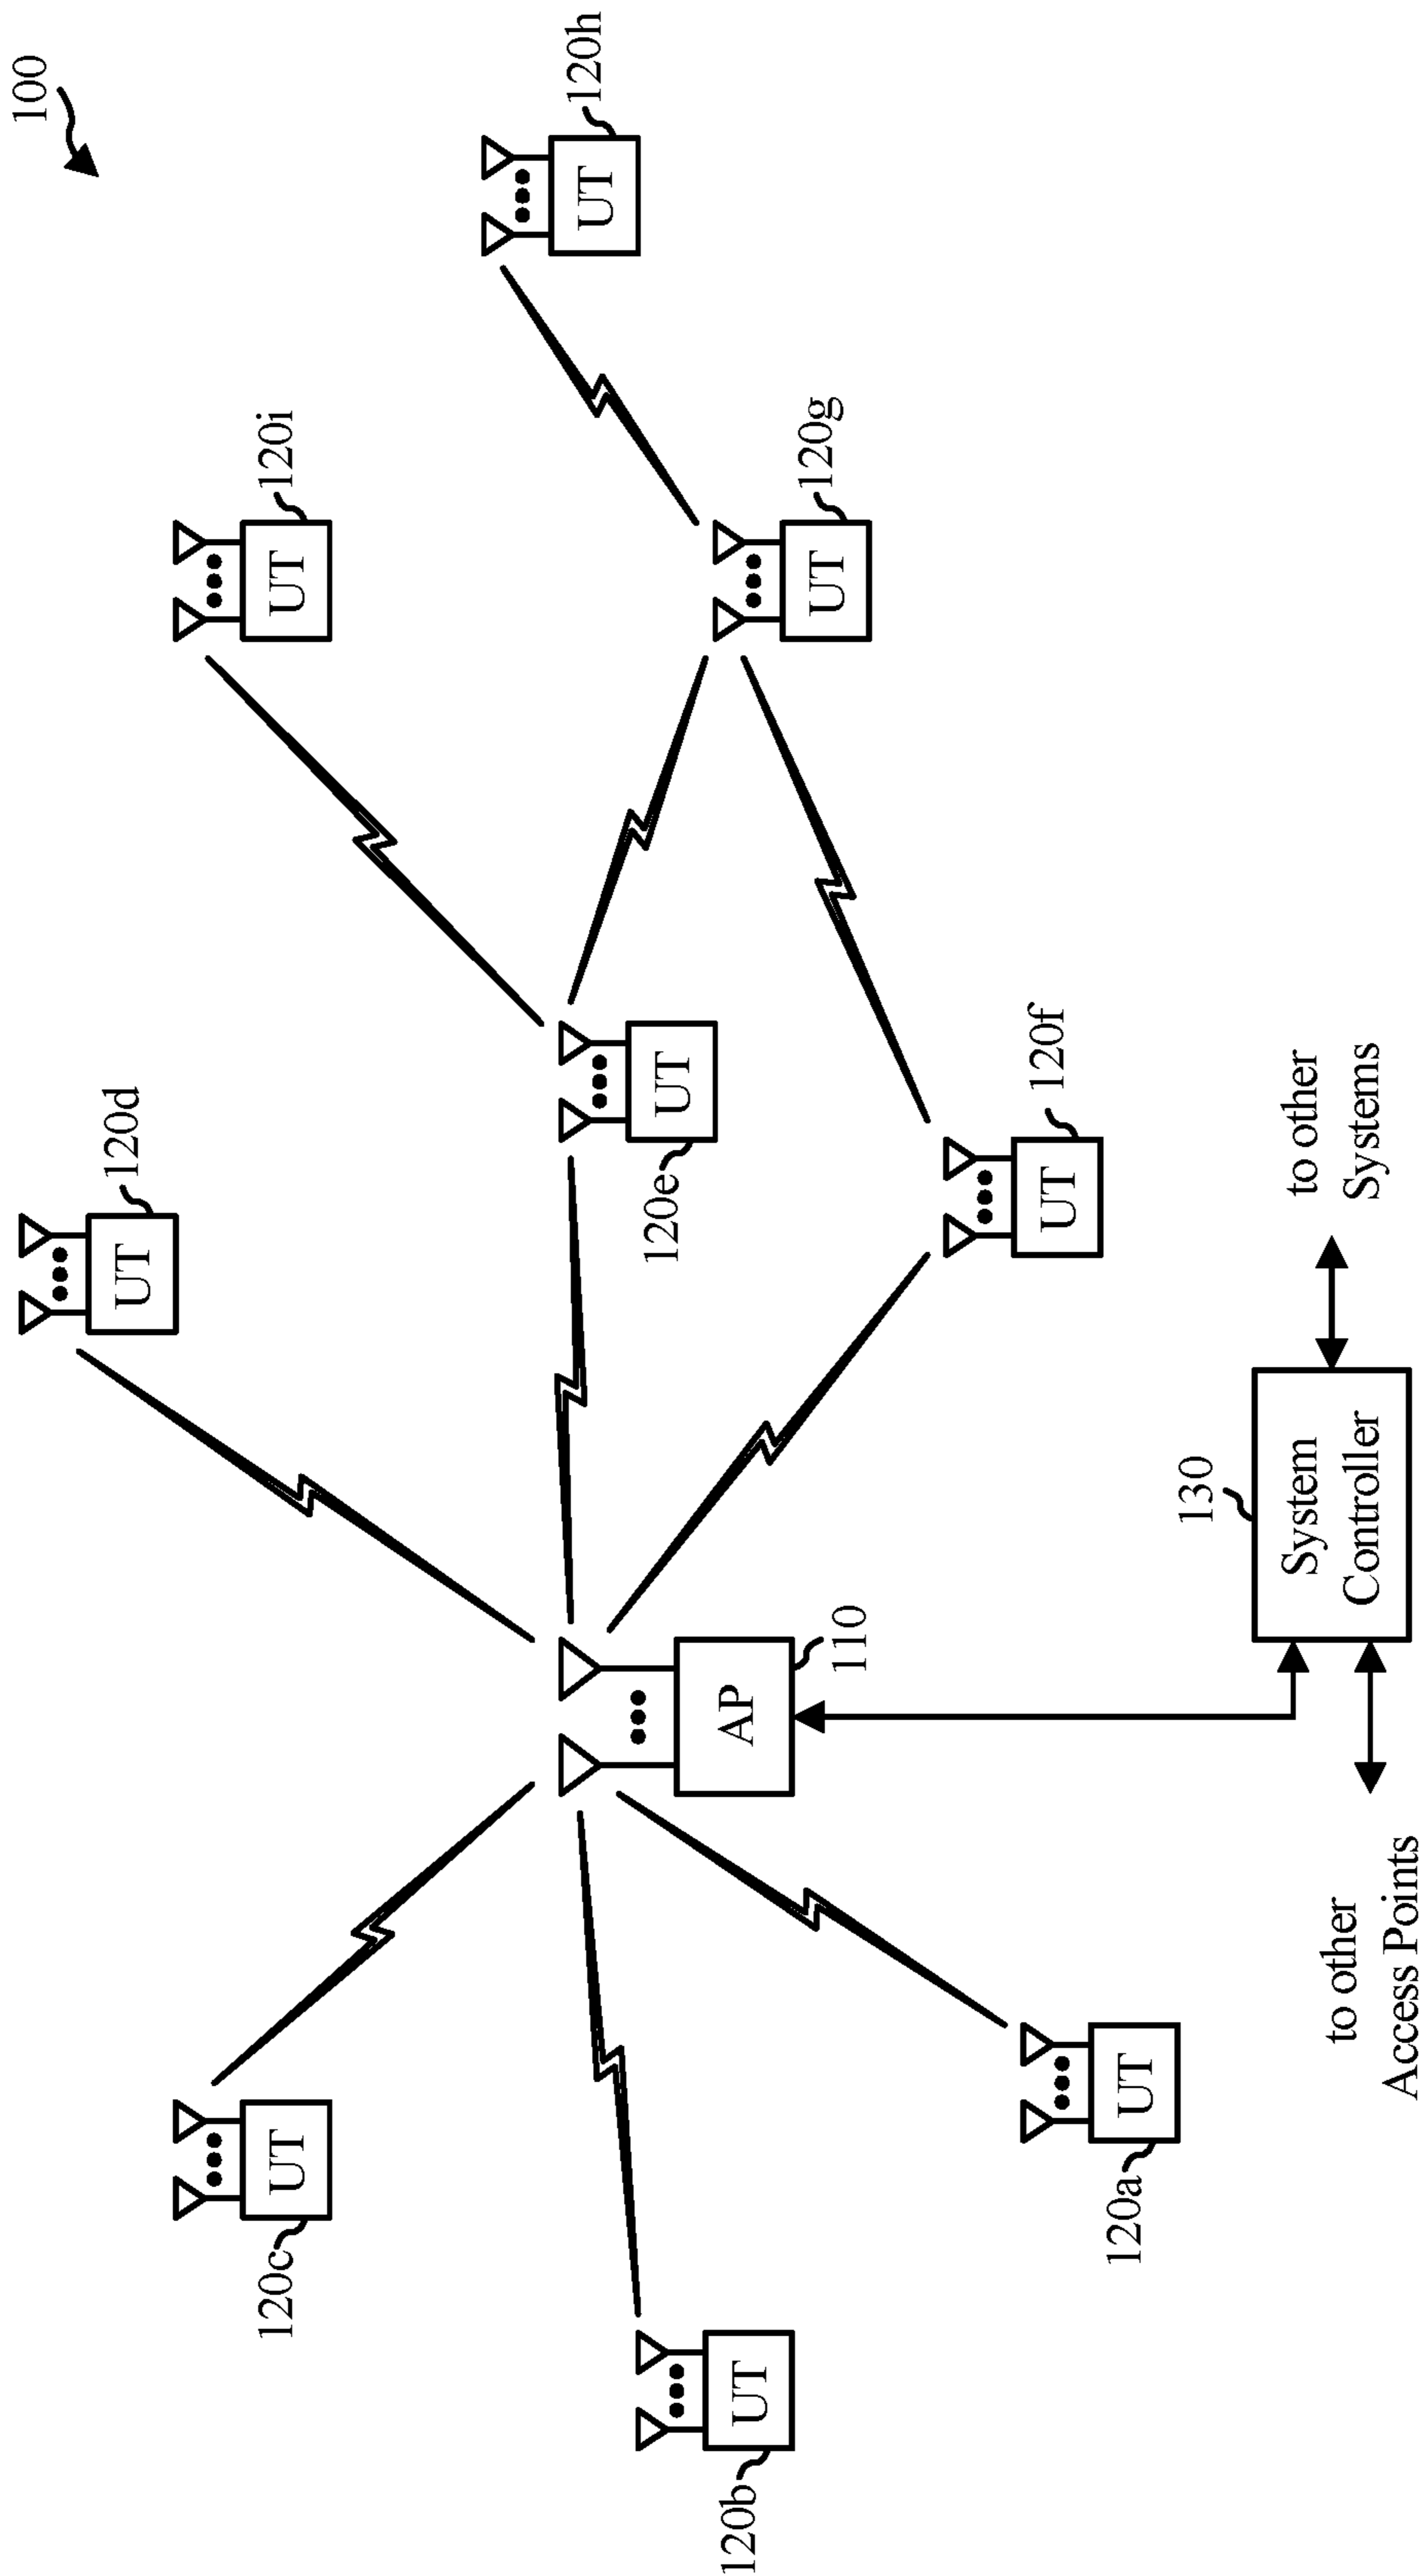 100
120d
UT
120i
UT
120c
UT
120h
UT
120e
UT
120g
UT
AP
110
120b
UT
120f
UT
120a
UT
130
System
Controller
to other
Systems
to other
Access Points